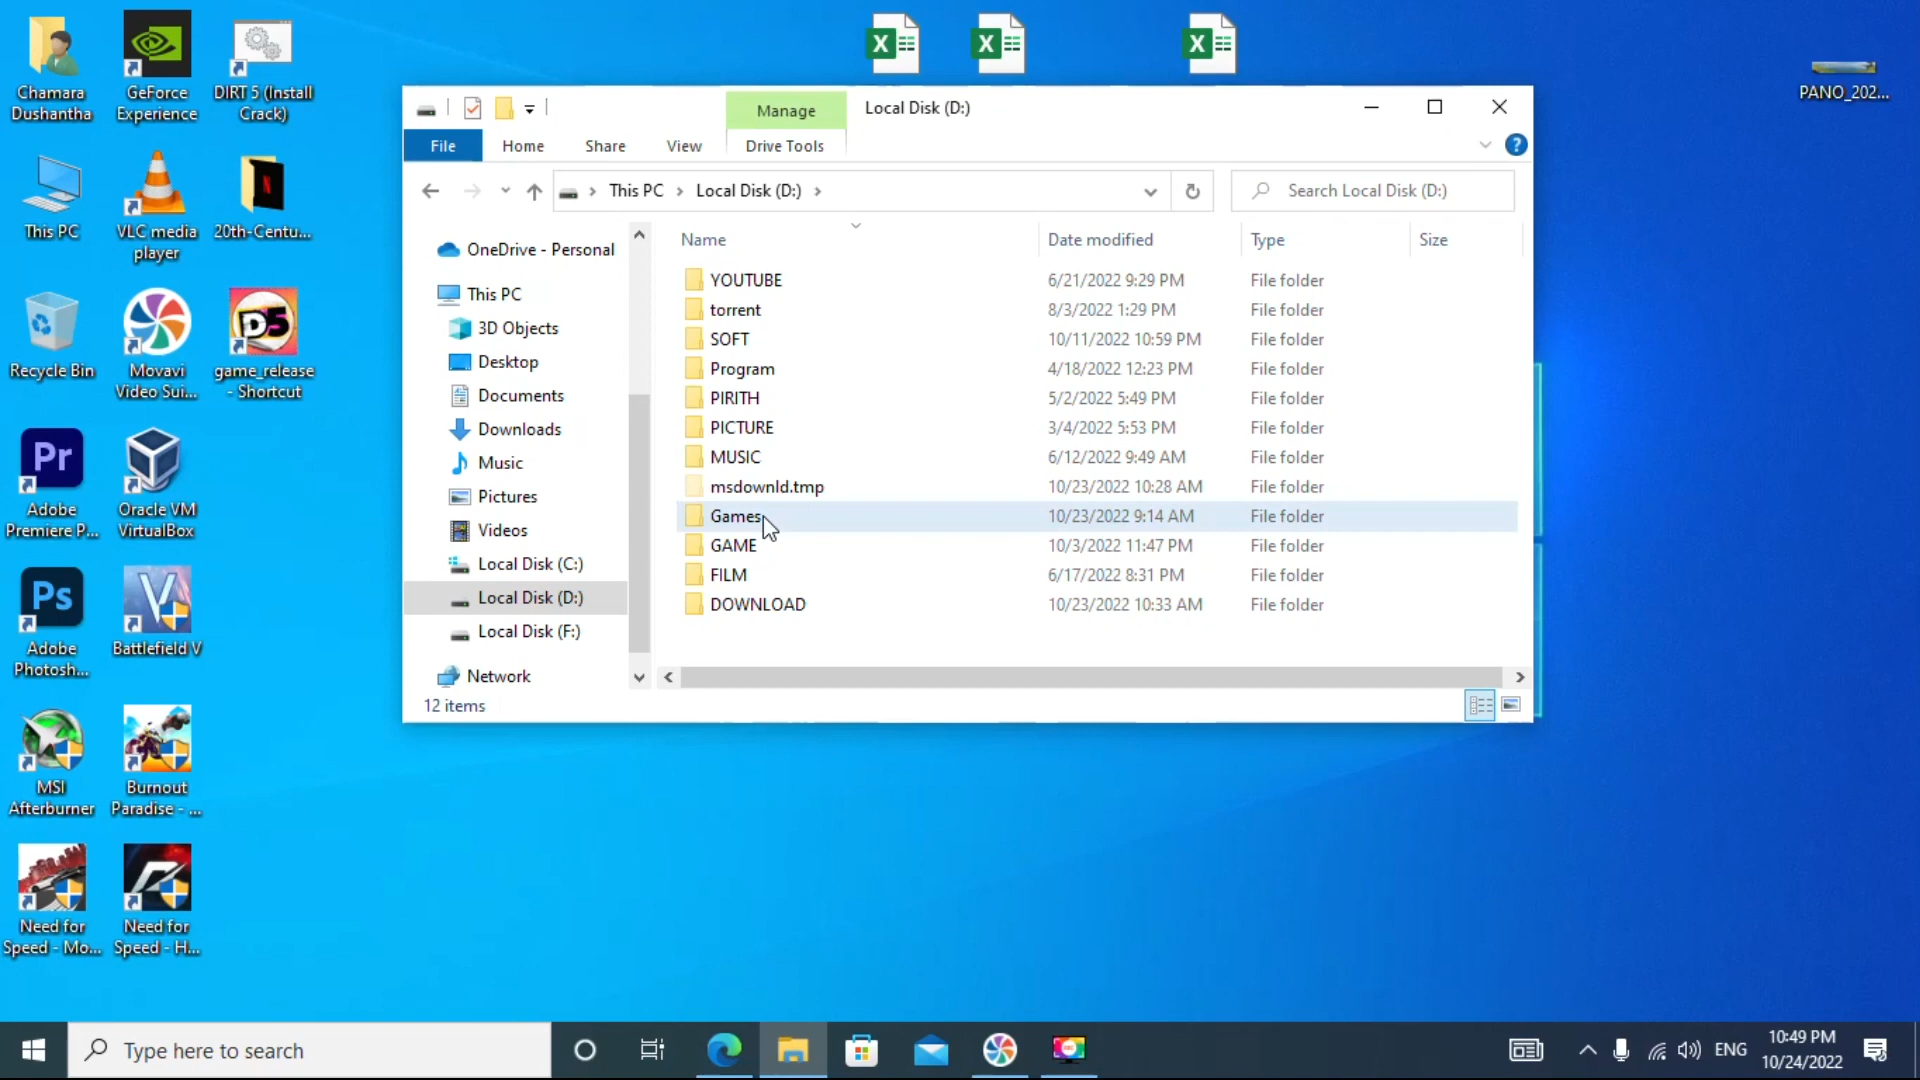 Chamara
Dushantha
GeForce
Experience
DIRT 5 (Install
Crack)
PANO_202...
This PC
VLC media
player
20th-Centu...
Recycle Bin
Movavi
Video Sui...
D5
game_release
- Shortcut
Pr
Adobe
Premiere P...
Oracle VM
VirtualBox
Ps
Adobe
Photosh...
Battlefield V
MSI
Afterburner
Burnout
Paradise - ...
Need for
Speed - Mo...
Need for
Speed - H...
Manage
Local Disk (D:)
File
Home
Share
View
Drive Tools
This PC
Local Disk (D:)
Search Local Disk (D:)
OneDrive - Personal
This PC
3D Objects
Desktop
Documents
Downloads
Music
Pictures
Videos
Local Disk (C:)
Local Disk (D:)
Local Disk (F:)
Network
Name Date modified Type Size
YOUTUBE 6/21/2022 9:29 PM File folder
torrent 8/3/2022 1:29 PM File folder
SOFT 10/11/2022 10:59 PM File folder
Program 4/18/2022 12:23 PM File folder
PIRITH 5/2/2022 5:49 PM File folder
PICTURE 3/4/2022 5:53 PM File folder
MUSIC 6/12/2022 9:49 AM File folder
msdownld.tmp 10/23/2022 10:28 AM File folder
Games 10/23/2022 9:14 AM File folder
GAME 10/3/2022 11:47 PM File folder
FILM 6/17/2022 8:31 PM File folder
DOWNLOAD 10/23/2022 10:33 AM File folder
12 items
Type here to search
ENG
10:49 PM
10/24/2022